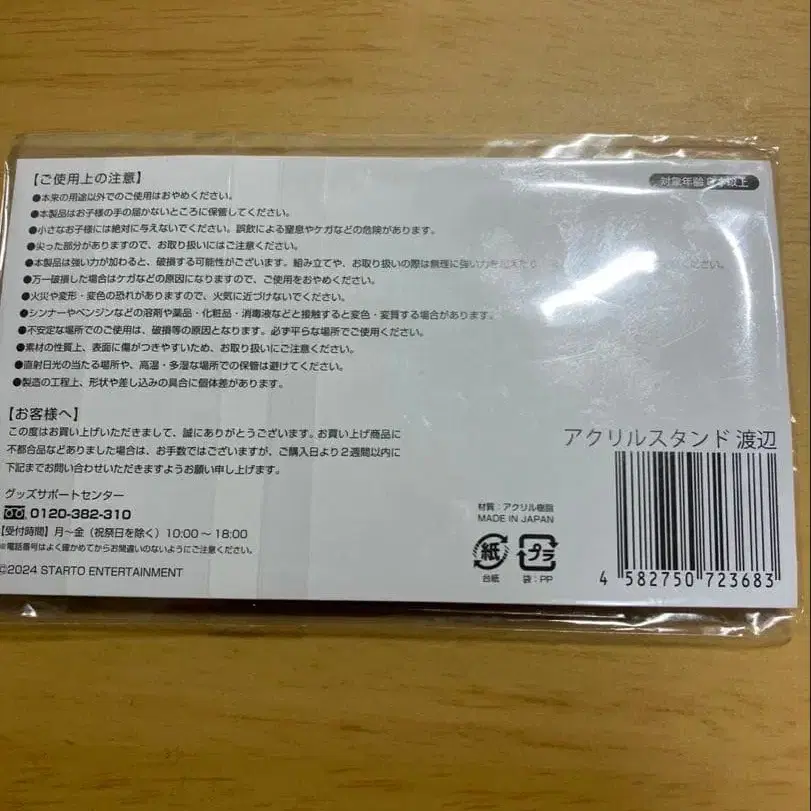 【ご使用上の注意】
対象年齢 以上
●本来の用途以外でのご使用はおやめください。
●本製品はお子様の手の届かないところに保管してください。
●小さなお子様には絶対に与えないでください。誤飲による窒息やケガなどの危険があります。
●尖った部分がありますので、お取り扱いにはご注意ください。
●本製品は強い力が加わると、破損する可能性がございます。組み立てや、お取り扱いの際は無理に強い力を加えたり ください。
●万一破損した場合はケガなどの原因になりますので、ご使用をおやめください。
●火災や変形・変色の恐れがありますので、火気に近づけないでください。
●シンナーやベンジンなどの溶剤や薬品・化粧品・消毒液などと接触すると変色・変質する場合があります。
●不安定な場所でのご使用は、破損等の原因となります。必ず平らな場所でご使用ください。
●素材の性質上、表面に傷がつきやすいため、お取り扱いにご注意ください。
●直射日光の当たる場所や、高温・多湿な場所での保管は避けてください。
●製造の工程上、形状や差し込みの具合に個体差があります。
【お客様へ】
この度はお買い上げいただきまして、誠にありがとうございます。お買い上げ商品に
不都合品などありました場合は、お手数ではございますが、ご購入日より2週間以内に
下記までお問い合わせいただきますようお願い申し上げます。
グッズサポートセンター
0120-382-310
【受付時間】月〜金（祝祭日を除く）10:00〜18:00
※電話番号はよく確かめてからお間違いのないようにご注意ください。
©2024 STARTO ENTERTAINMENT
材質：アクリル樹脂
MADE IN JAPAN
紙
台紙
プラ
袋：PP
アクリルスタンド 渡辺
4 582750 723683